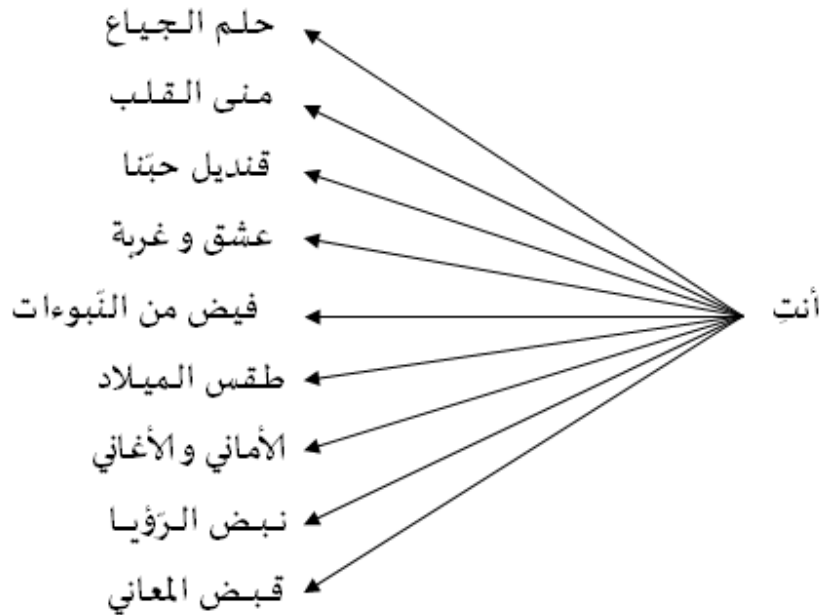 حلم الجياع
منى القلب
قنديل حبّنا
عشق و غربة
أنتِ
فيض من النّبوءات
طقس الميلاد
الأماني و الأغاني
نبض الرّؤيا
قبض المعاني